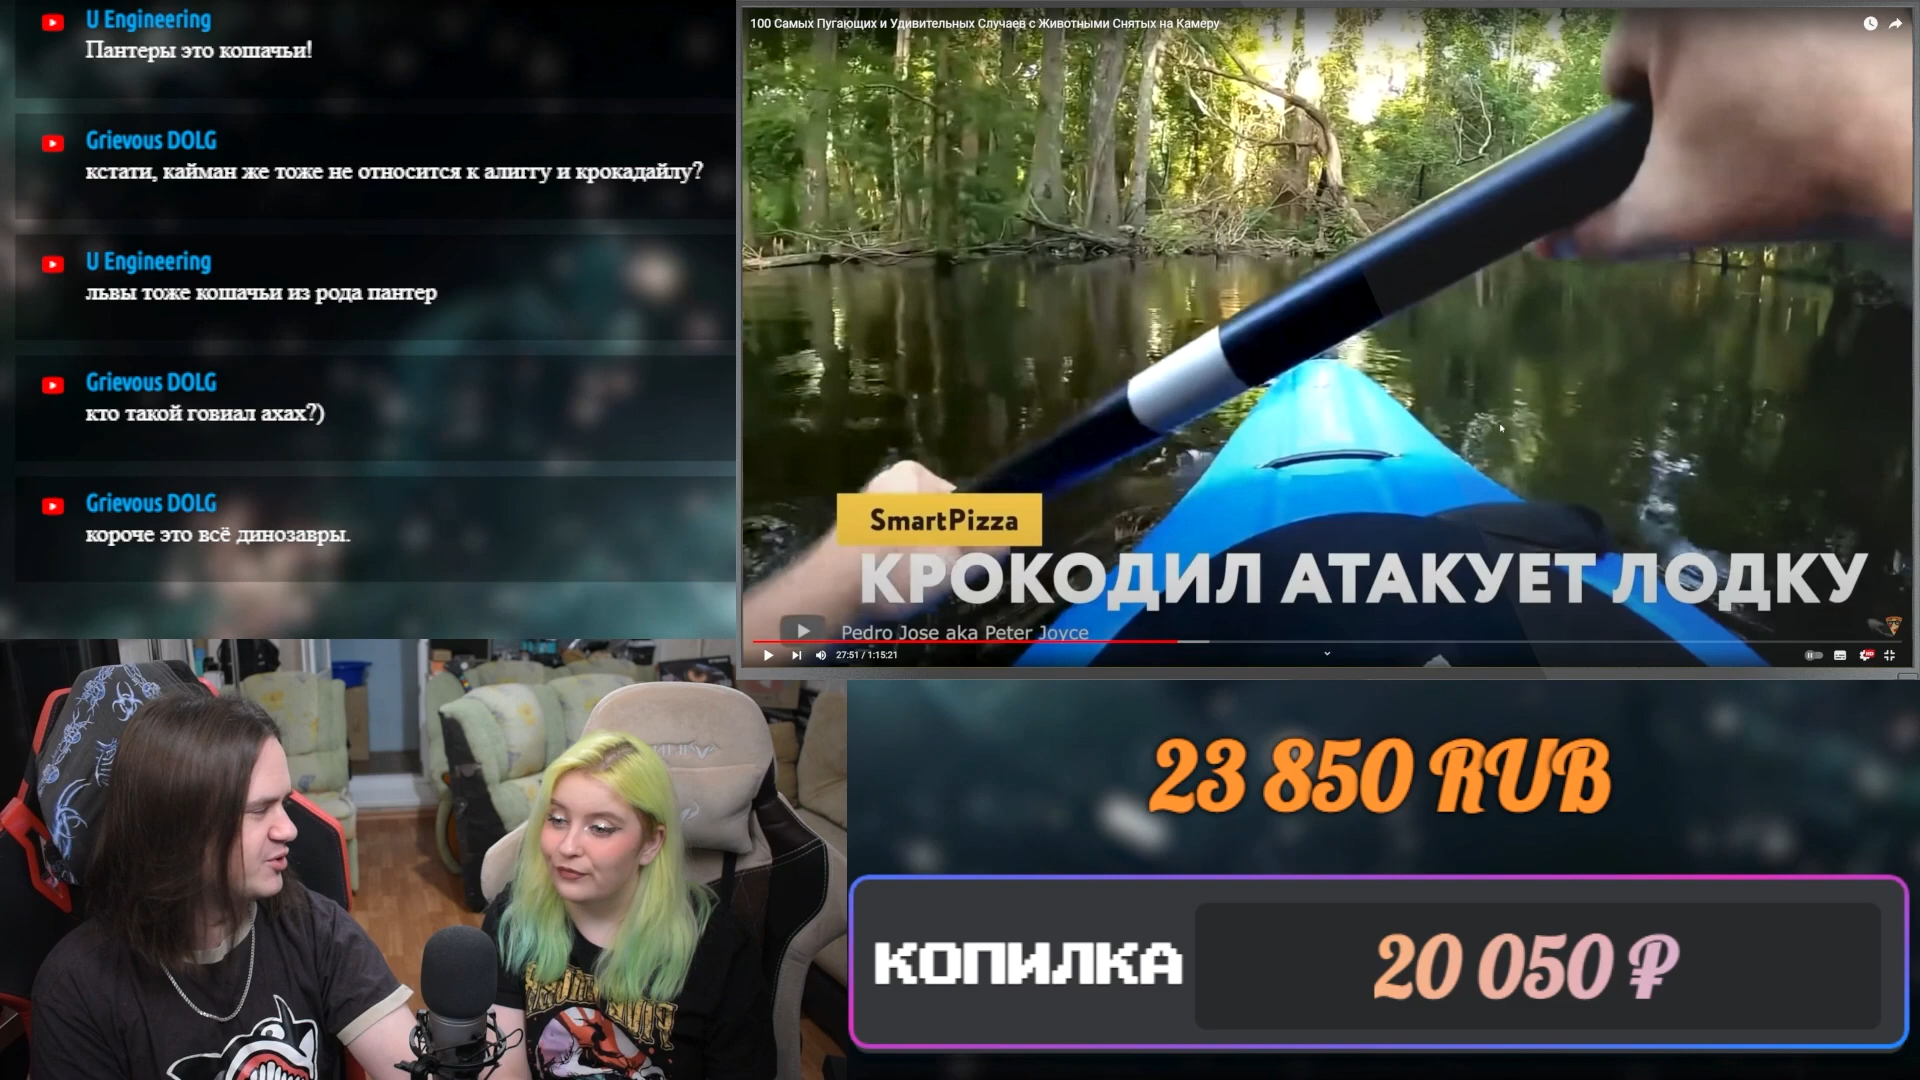 U Engineering
Пантеры это кошачьи!
Grievous DOLG
кстати, кайман же тоже не относится к алиггу и крокадайлу?
U Engineering
львы тоже кошачьи из рода пантер
Grievous DOLG
кто такой говиал ахах?)
Grievous DOLG
короче это всё динозавры.
100 Самых Пугающих и Удивительных Случаев с Животными Снятых на Камеру
SmartPizza
КРОКОДИЛ АТАКУЕТ ЛОДКУ
Pedro Jose aka Peter Joyce
27:51 / 1:15:21
HD
23 850 RUB
КОПИЛКА
20 050 ₽